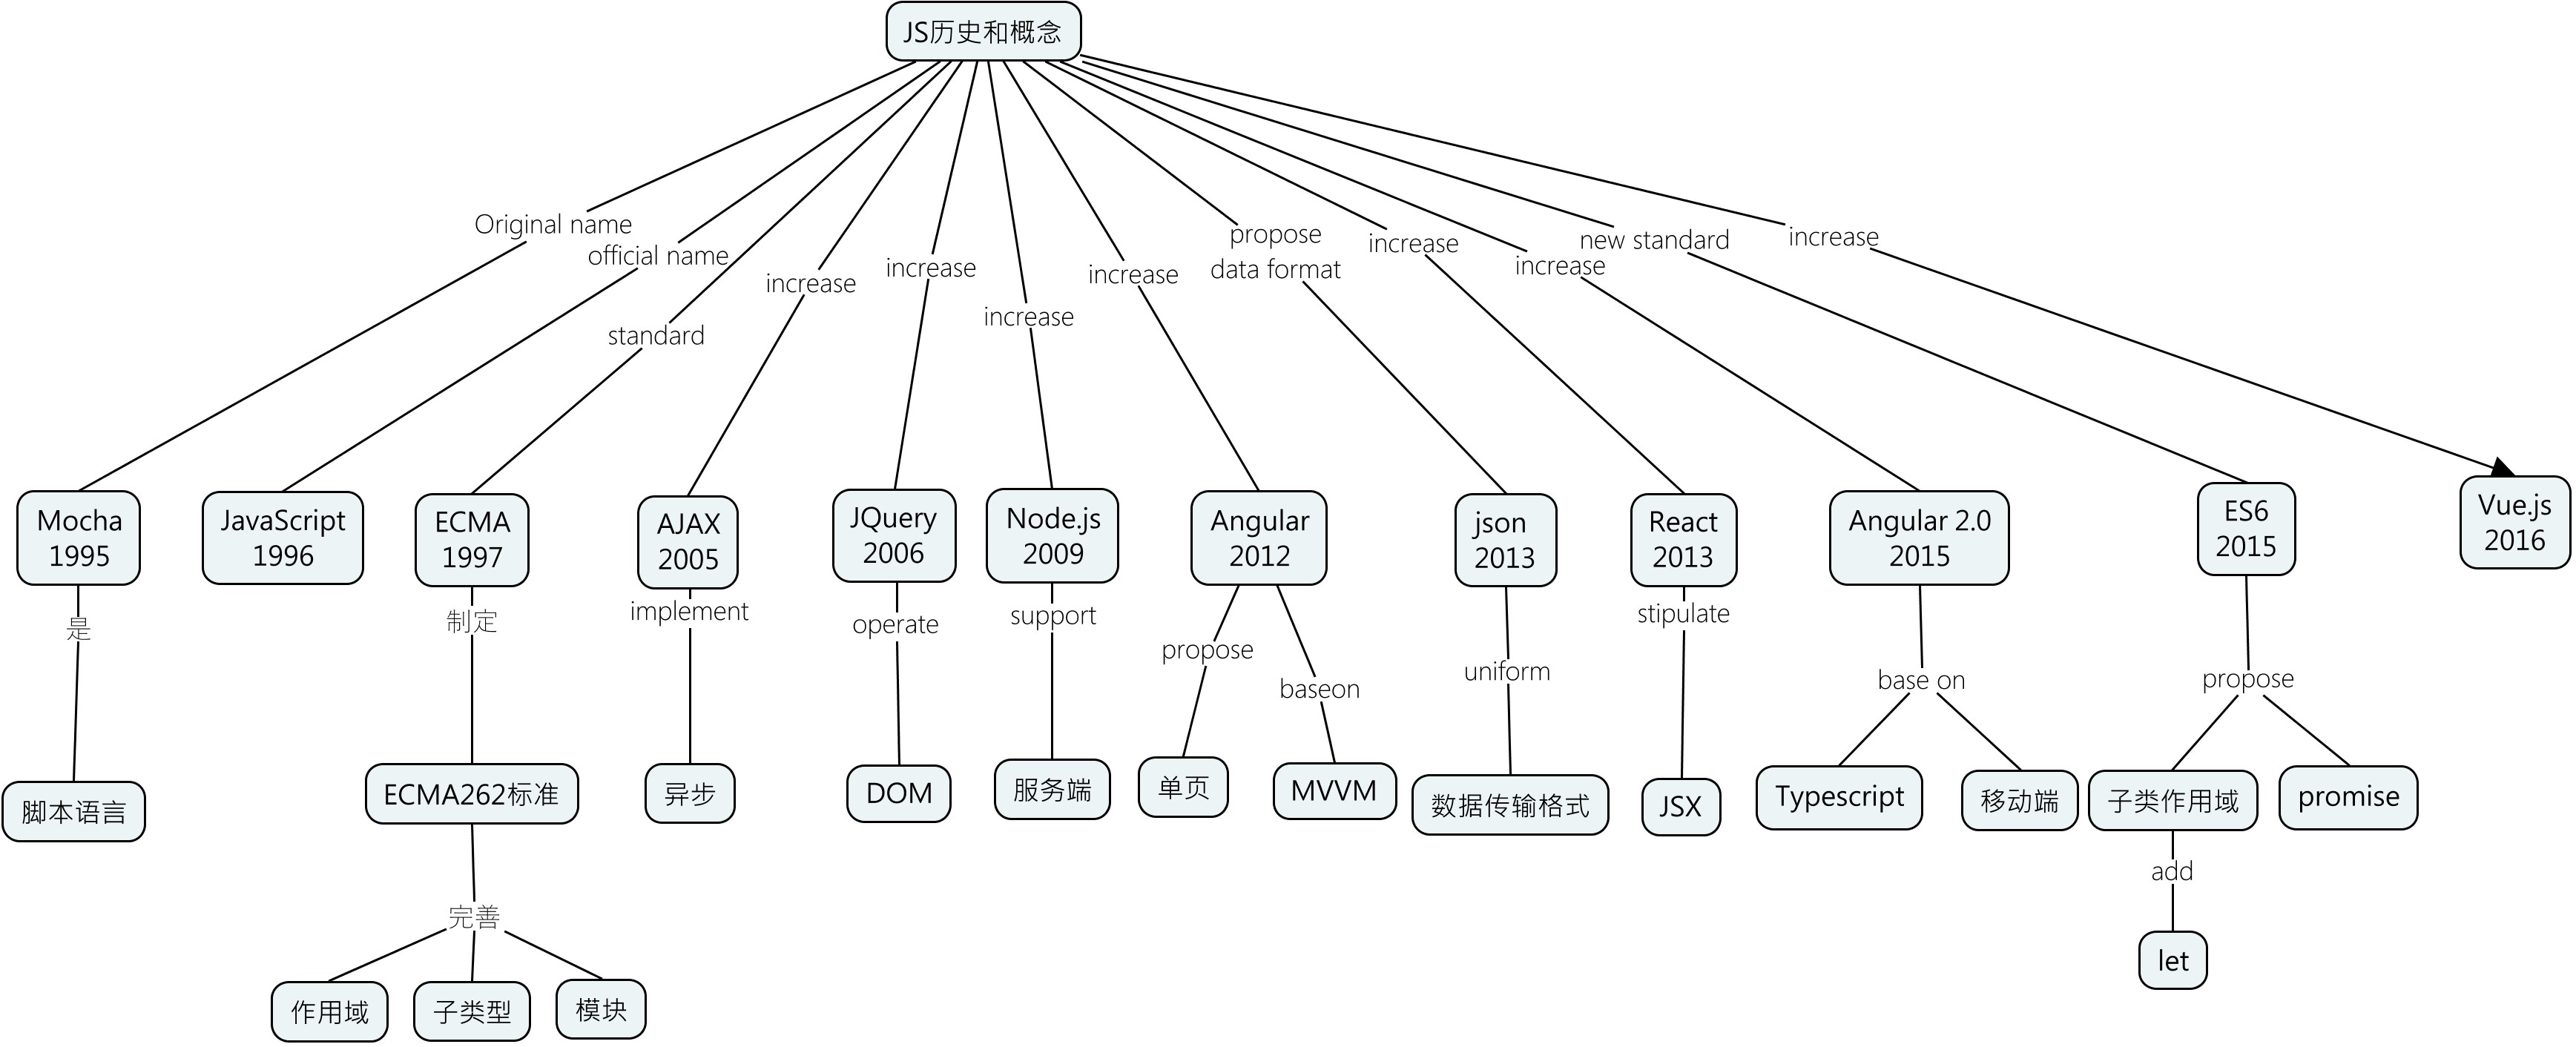 JS历史和概念
Original name
official name
standard
increase
increase
increase
increase
propose
data format
increase
increase
new standard
increase
Mocha
1995
JavaScript
1996
ECMA
1997
AJAX
2005
JQuery
2006
Node.js
2009
Angular
2012
json
2013
React
2013
Angular 2.0
2015
ES6
2015
Vue.js
2016
是
制定
implement
operate
support
propose
baseon
uniform
stipulate
base on
propose
脚本语言
ECMA262标准
异步
DOM
服务端
单页
MVVM
数据传输格式
JSX
Typescript
移动端
子类作用域
promise
完善
add
作用域
子类型
模块
let